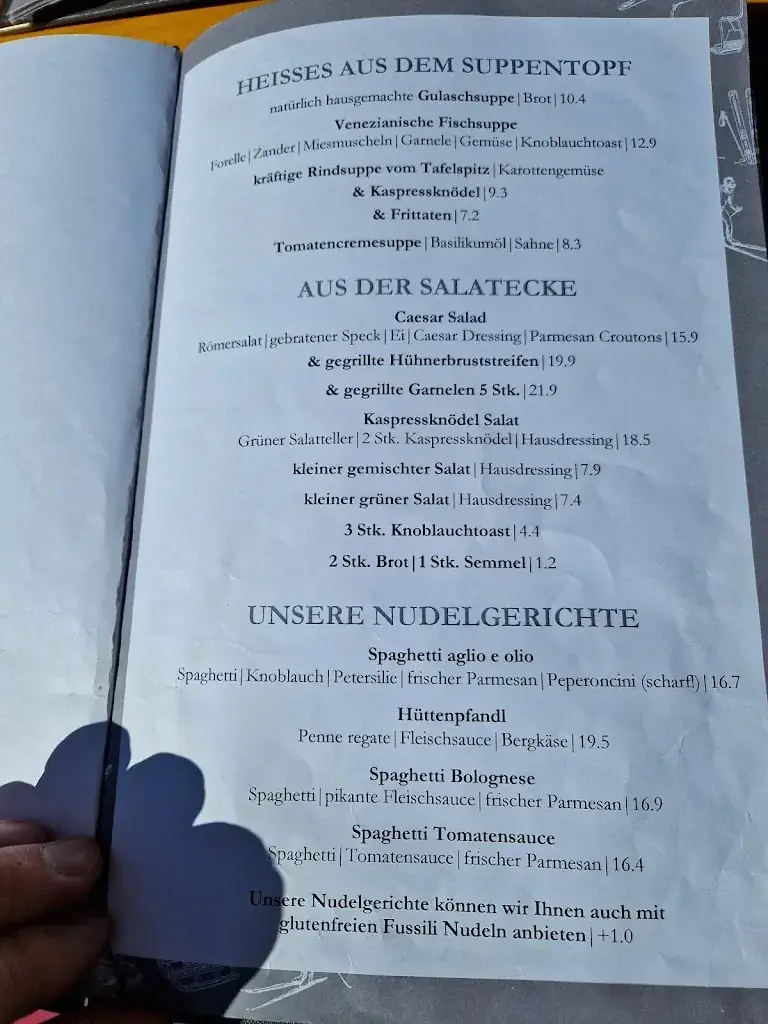 HEISSES AUS DEM SUPPENTOPF
natürlich hausgemachte Gulaschsuppe|Brot|10.4
Venezianische Fischsuppe
Forelle|Zander|Miesmuscheln|Garnele|Gemüse|Knoblauchtoast|12.9
kräftige Rindsuppe vom Tafelspitz|Karottengemüse
& Kaspressknödel|9.3
& Frittaten|7.2
Tomatencremesuppe|Basilikumöl|Sahne|8.3
AUS DER SALATECKE
Caesar Salad
Römersalat|gebratener Speck|Ei|Caesar Dressing|Parmesan Croutons|15.9
& gegrillte Hühnerbruststreifen|19.9
& gegrillte Garnelen 5 Stk.|21.9
Kaspressknödel Salat
Grüner Salatteller|2 Stk. Kaspressknödel|Hausdressing|18.5
kleiner gemischter Salat|Hausdressing|7.9
kleiner grüner Salat|Hausdressing|7.4
3 Stk. Knoblauchtoast|4.4
2 Stk. Brot|1 Stk. Semmel|1.2
UNSERE NUDELGERICHTE
Spaghetti aglio e olio
Spaghetti|Knoblauch|Petersilie|frischer Parmesan|Peperoncini (scharf!)|16.7
Hüttenpfandl
Penne regate|Fleischsauce|Bergkäse|19.5
Spaghetti Bolognese
Spaghetti|pikante Fleischsauce|frischer Parmesan|16.9
Spaghetti Tomatensauce
Spaghetti|Tomatensauce|frischer Parmesan|16.4
Unsere Nudelgerichte können wir Ihnen auch mit
glutenfreien Fussili Nudeln anbieten|+1.0